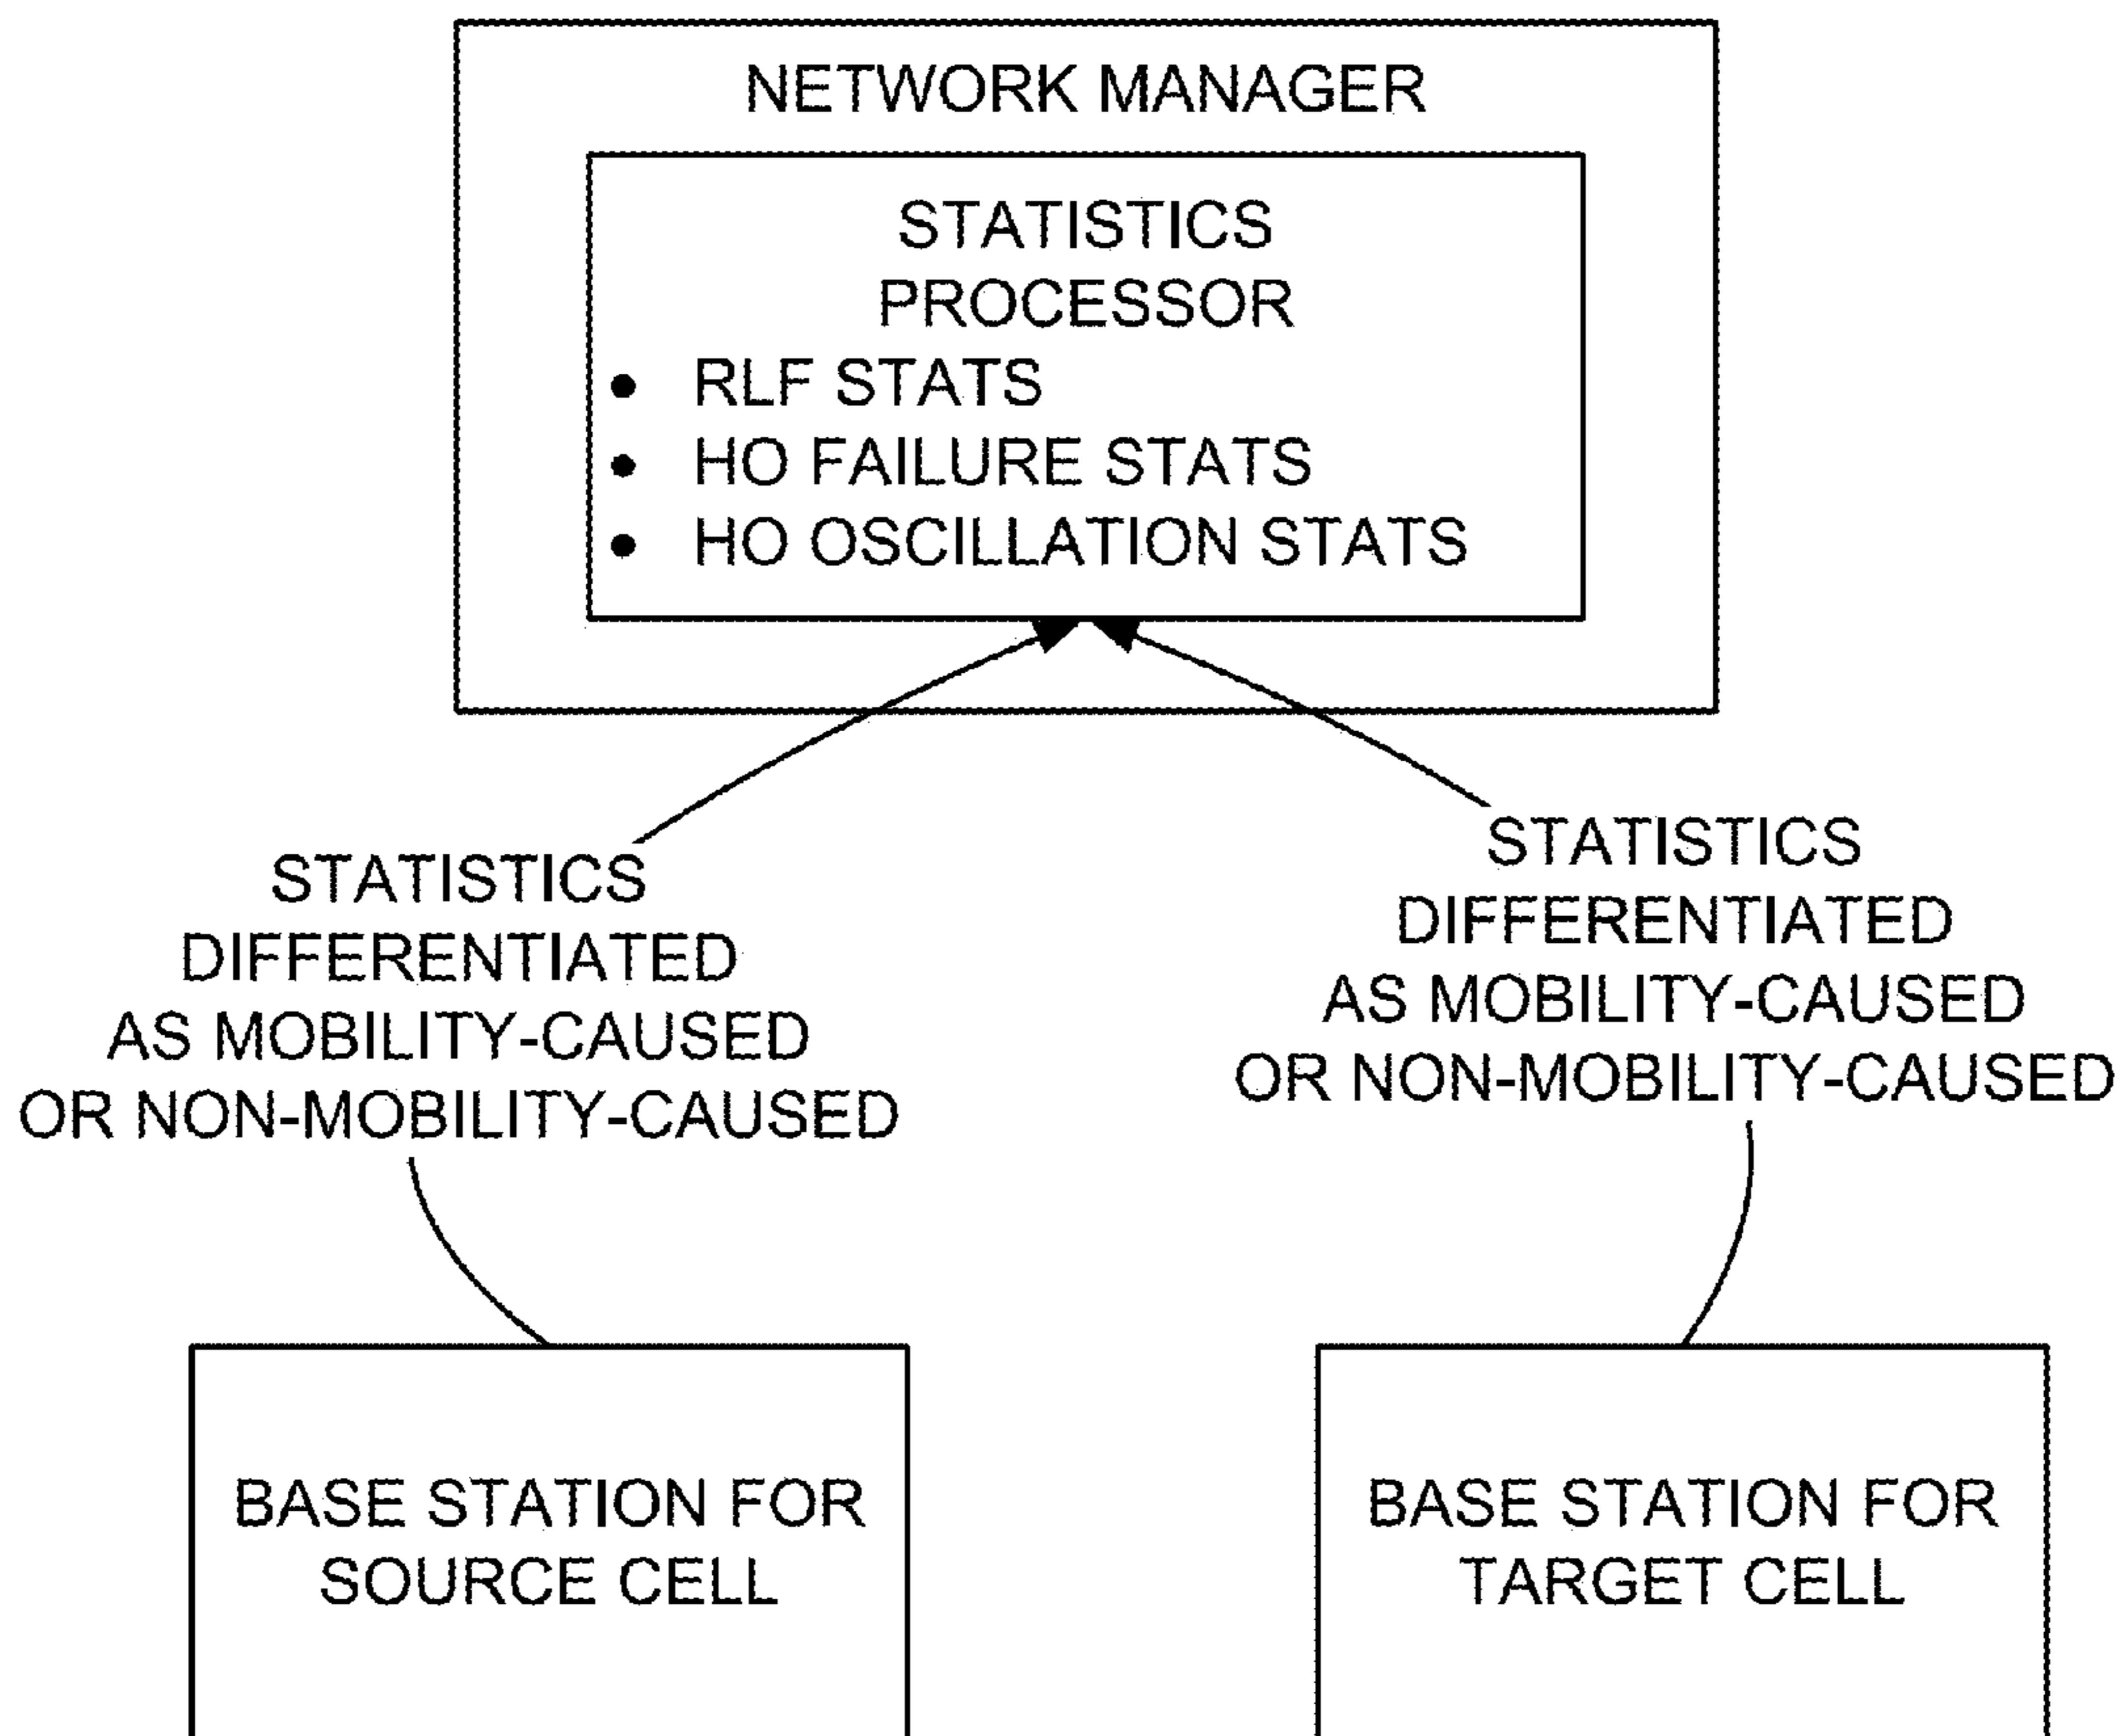 NETWORK MANAGER
STATISTICS
PROCESSOR
• RLF STATS
• HO FAILURE STATS
• HO OSCILLATION STATS
STATISTICS
DIFFERENTIATED
AS MOBILITY-CAUSED
OR NON-MOBILITY-CAUSED
STATISTICS
DIFFERENTIATED
AS MOBILITY-CAUSED
OR NON-MOBILITY-CAUSED
BASE STATION FOR
SOURCE CELL
BASE STATION FOR
TARGET CELL